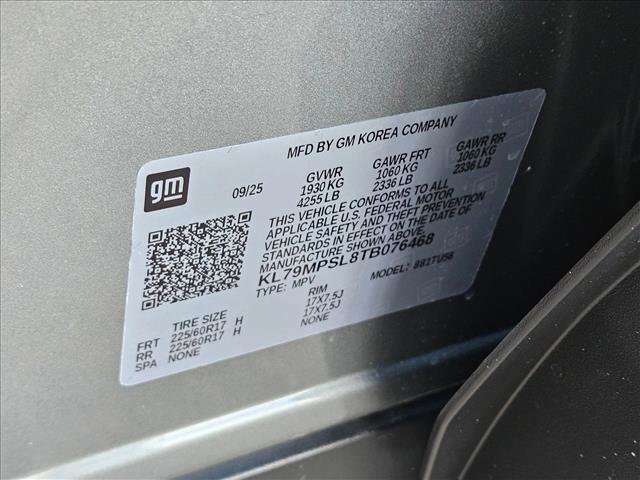 MFD BY GM KOREA COMPANY
gm
09/25
GVWR
1930 KG
4255 LB
GAWR FRT
1060 KG
2336 LB
GAWR RR
1060 KG
2336 LB
THIS VEHICLE CONFORMS TO ALL
APPLICABLE U.S. FEDERAL MOTOR
VEHICLE SAFETY AND THEFT PREVENTION
STANDARDS IN EFFECT ON THE DATE OF
MANUFACTURE SHOWN ABOVE.
KL79MPSL8TB076468
TYPE: MPV
MODEL: 881TU58
TIRE SIZE RIM
FRT 225/60R17 H 17X7.5J
RR 225/60R17 H 17X7.5J
SPA NONE NONE